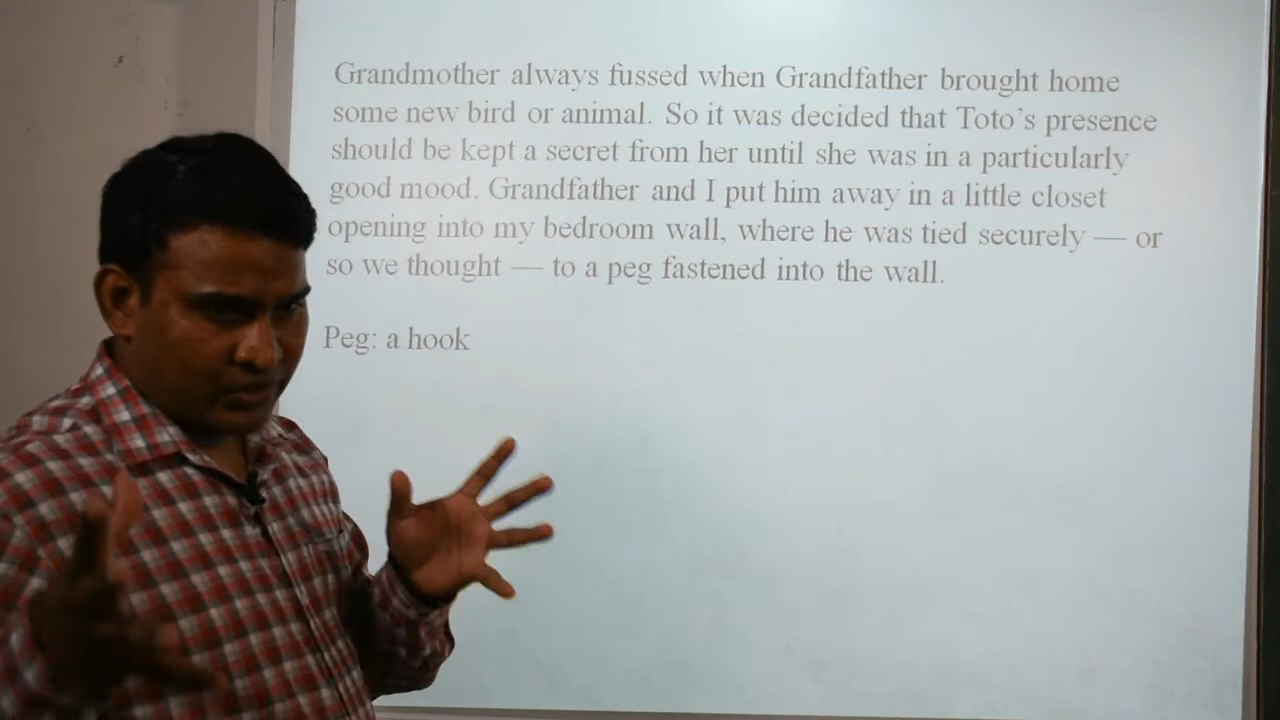 Grandmother always fussed when Grandfather brought home
some new bird or animal. So it was decided that Toto's presence
should be kept a secret from her until she was in a particularly
good mood. Grandfather and I put him away in a little closet
opening into my bedroom wall, where he was tied securely — or
so we thought — to a peg fastened into the wall.
Peg: a hook